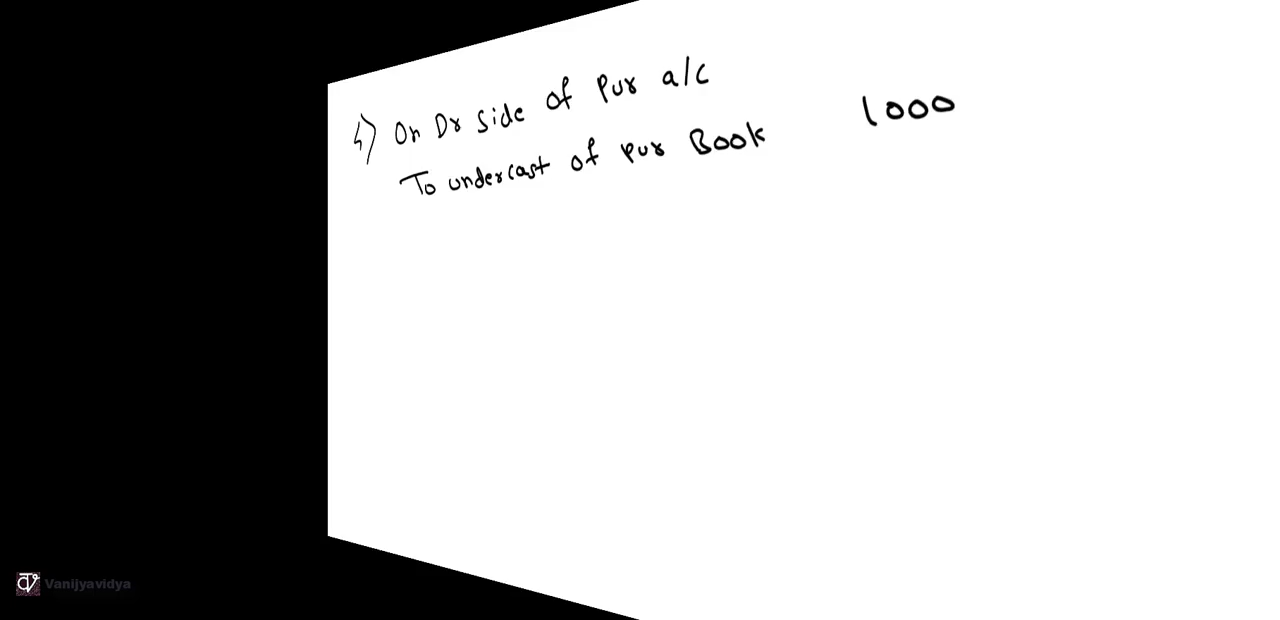 4) On Dr side of Pur a/c
To undercast of pur Book 1000
Vanijyavidya